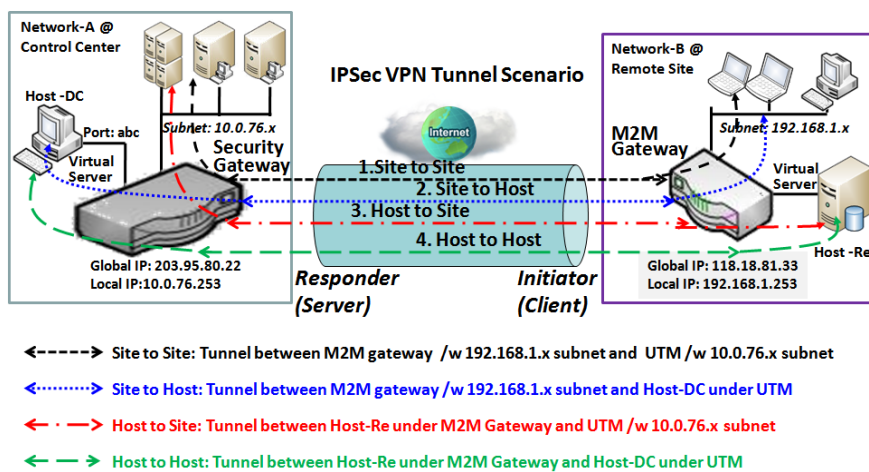 Network-A @
Control Center
Host -DC
Port: abc
Virtual
Server
Subnet: 10.0.76.x
Security
Gateway
Global IP: 203.95.80.22
Local IP:10.0.76.253
IPSec VPN Tunnel Scenario
Internet
1.Site to Site
2. Site to Host
3. Host to Site
4. Host to Host
Responder
(Server)
Initiator
(Client)
Network-B @
Remote Site
Subnet: 192.168.1.x
M2M
Gateway
Virtual
Server
Host -Re
Global IP: 118.18.81.33
Local IP: 192.168.1.253
Site to Site: Tunnel between M2M gateway /w 192.168.1.x subnet and UTM /w 10.0.76.x subnet
Site to Host: Tunnel between M2M gateway /w 192.168.1.x subnet and Host-DC under UTM
Host to Site: Tunnel between Host-Re under M2M Gateway and UTM /w 10.0.76.x subnet
Host to Host: Tunnel between Host-Re under M2M Gateway and Host-DC under UTM